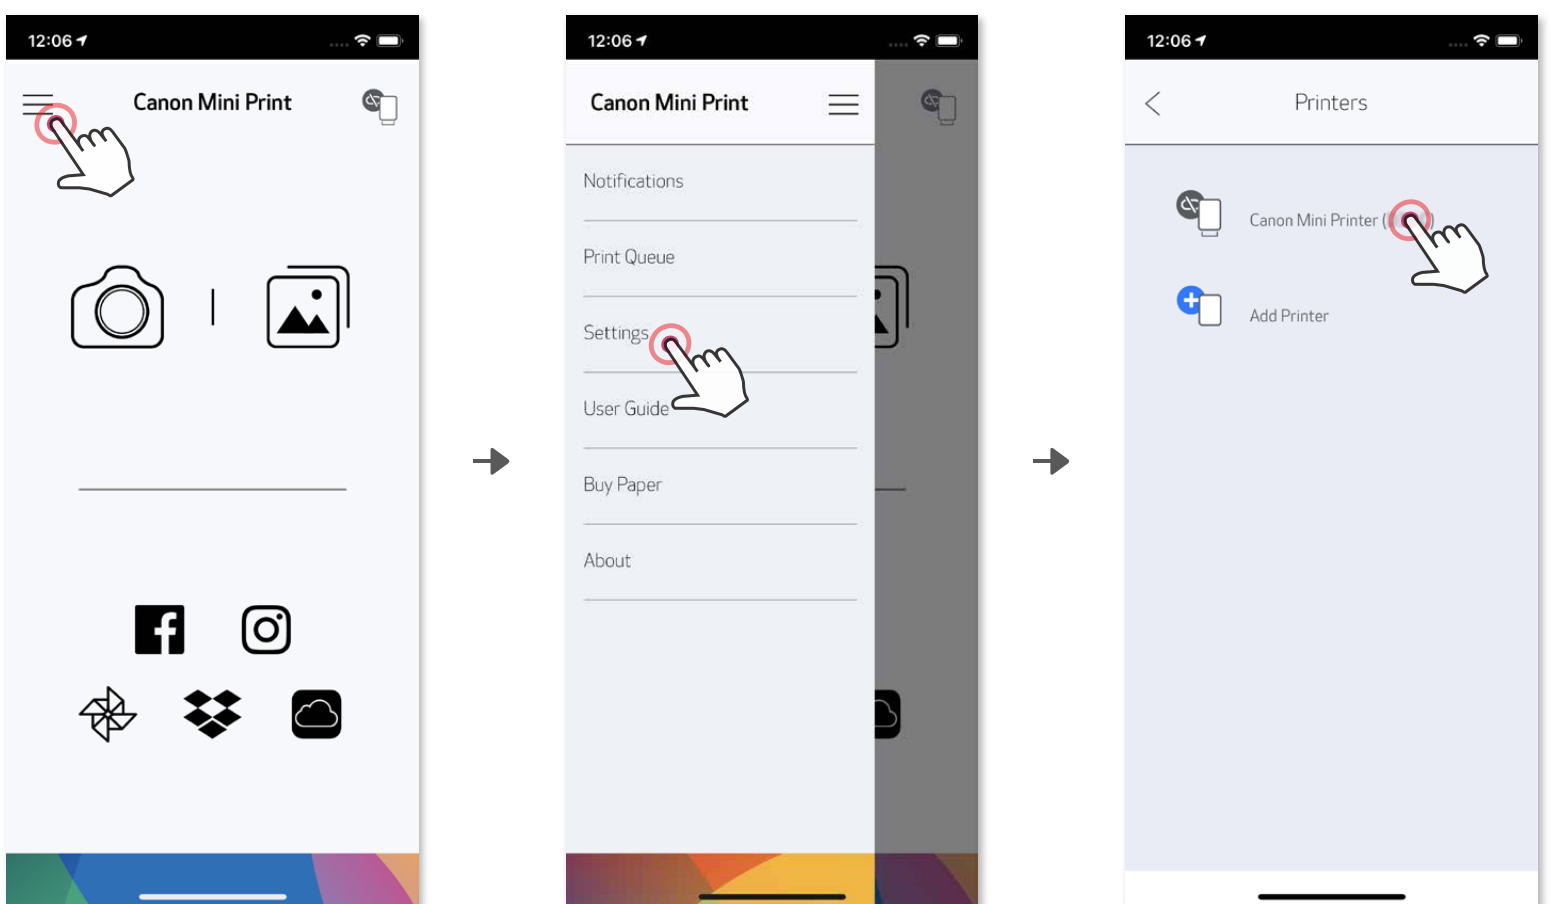 12:06
Canon Mini Print
12:06
Canon Mini Print
Notifications
Print Queue
Settings
User Guide
Buy Paper
About
12:06
Printers
Canon Mini Printer ( )
Add Printer